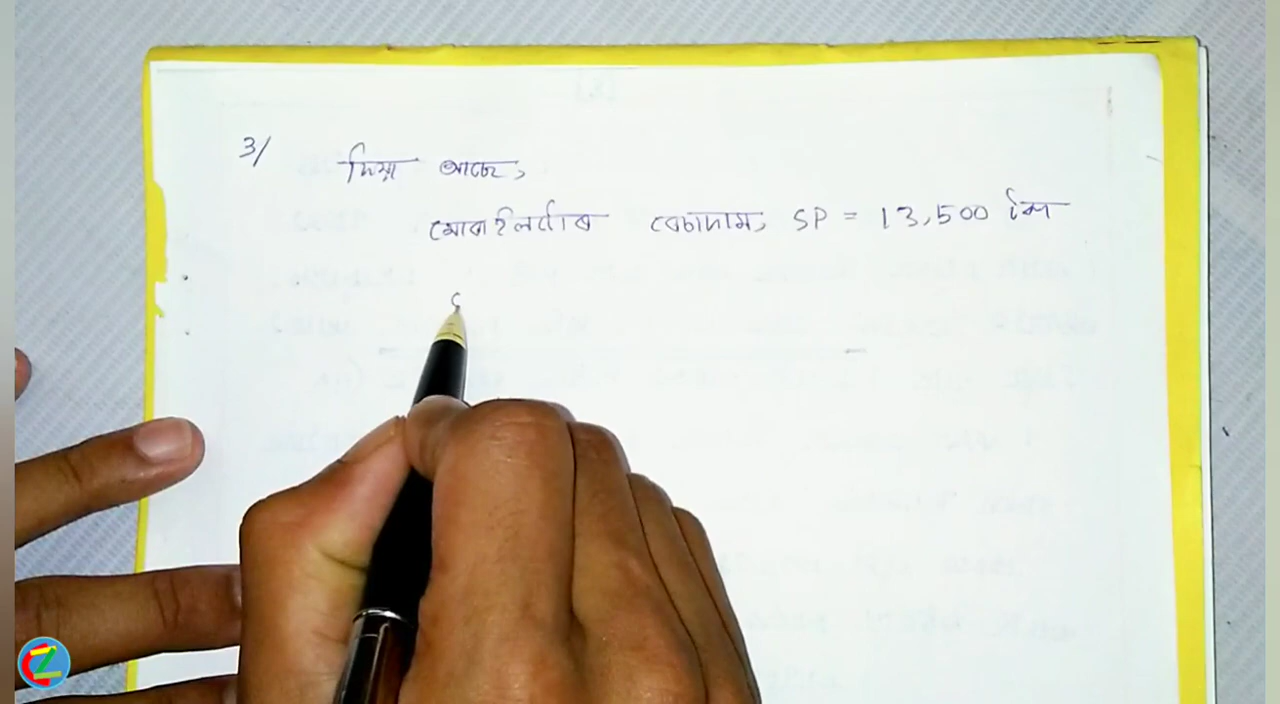 3/ দিয়া আছে,
মোবাইলটোৰ বেচাদাম, SP = 13,500 টকা